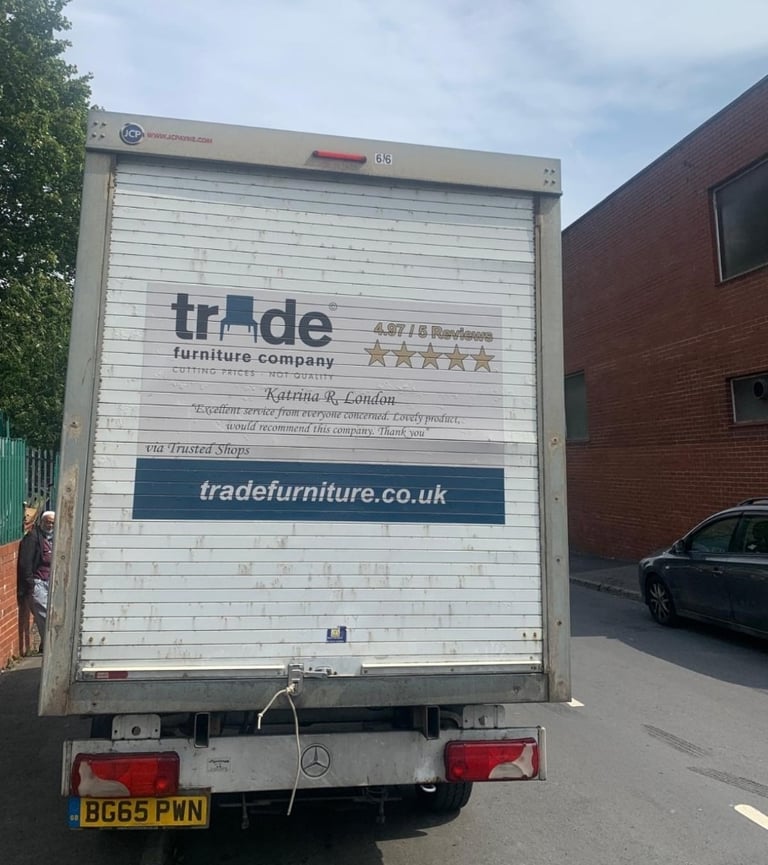 JCP WWW.JCPAYNE.COM
6/6
trade ©
furniture company
CUTTING PRICES - NOT QUALITY
4.97 / 5 Reviews
Katrina R, London
"Excellent service from everyone concerned. Lovely product,
would recommend this company. Thank you"
via Trusted Shops
tradefurniture.co.uk
GB BG65 PWN